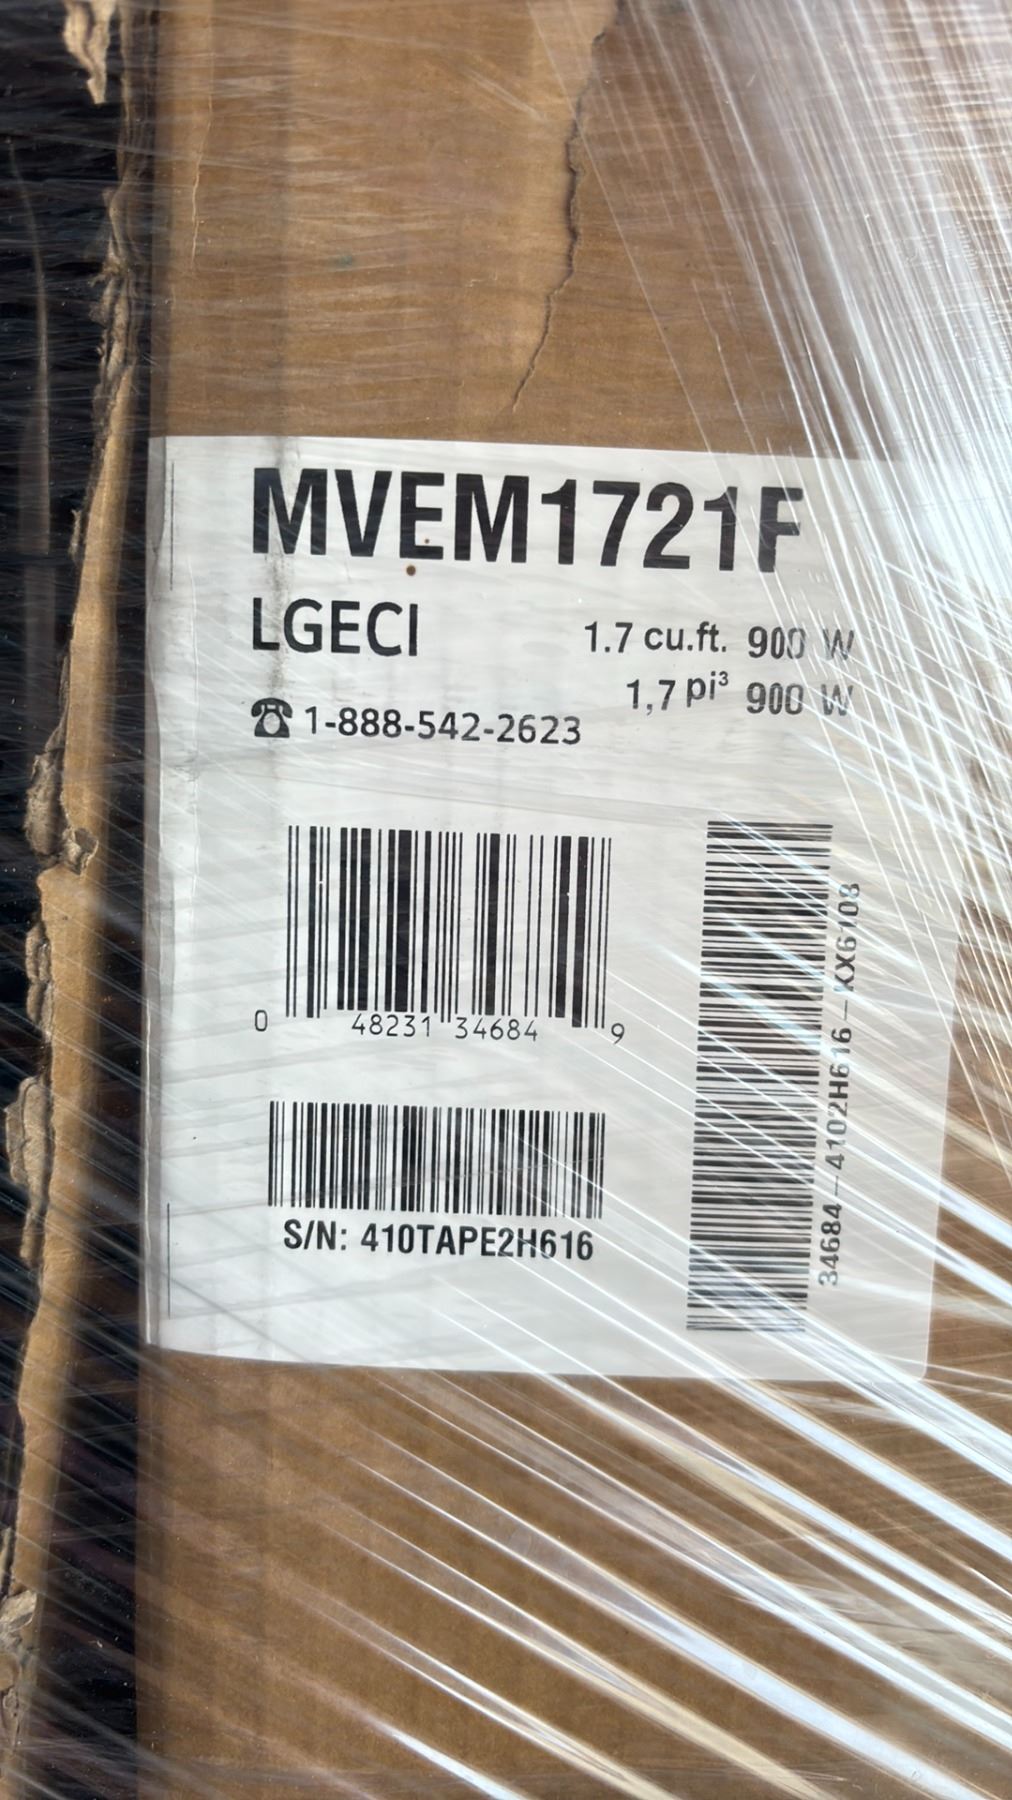 MVEM1721F
LGECI
1.7 cu.ft. 900 W
1,7 pi³ 900 W
☎ 1-888-542-2623
0 48231 34684 9
S/N: 410TAPE2H616
34684-4102H616-XX6108